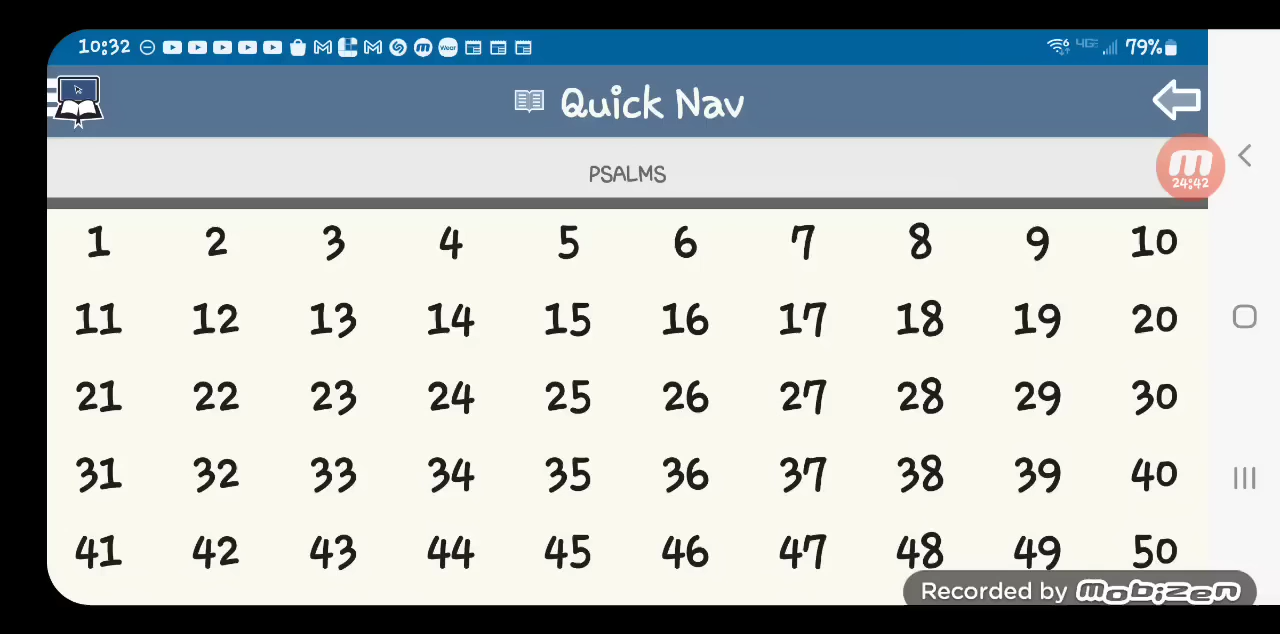 10:32 Wear 6 4GE 79%
Quick Nav
PSALMS
m 24:42
1 2 3 4 5 6 7 8 9 10
11 12 13 14 15 16 17 18 19 20
21 22 23 24 25 26 27 28 29 30
31 32 33 34 35 36 37 38 39 40
41 42 43 44 45 46 47 48 49 50
Recorded by mobizen